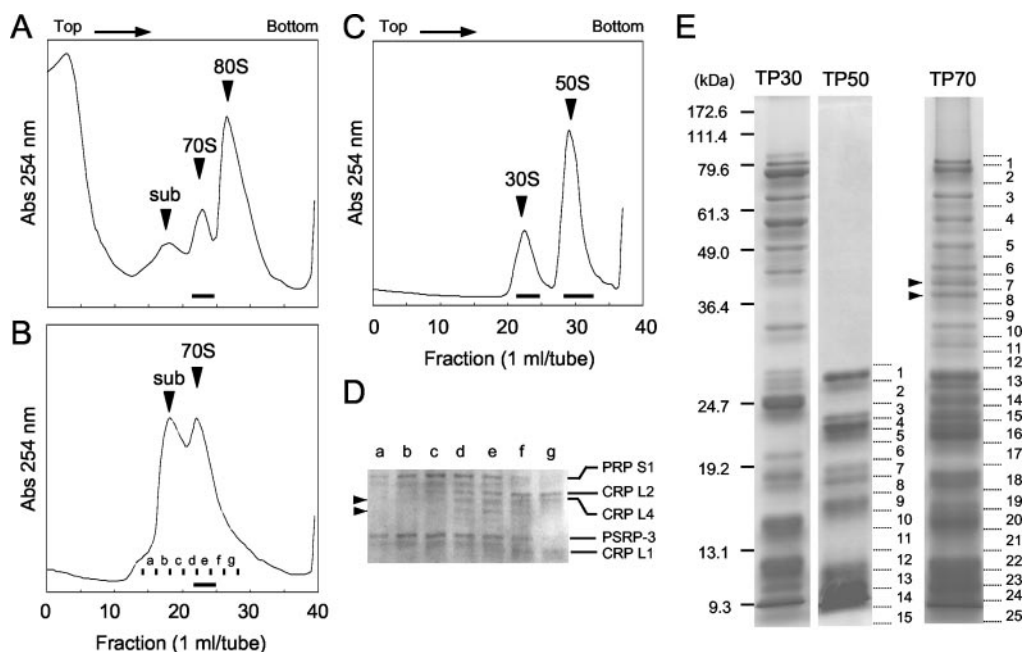 A
Top
Bottom
Abs 254 nm
sub
70S
80S
B
Abs 254 nm
sub
70S
a b c d e f g
0 10 20 30 40
Fraction (1 ml/tube)
C
Top
Bottom
Abs 254 nm
30S
50S
0 10 20 30 40
Fraction (1 ml/tube)
D
a b c d e f g
PRP S1
CRP L2
CRP L4
PSRP-3
CRP L1
E
(kDa) TP30 TP50 TP70
172.6
111.4
79.6
61.3
49.0
36.4
24.7
19.2
13.1
9.3
1
2
3
4
5
6
7
8
9
10
11
12
13
14
15
1
2
3
4
5
6
7
8
9
10
11
12
13
14
15
16
17
18
19
20
21
22
23
24
25